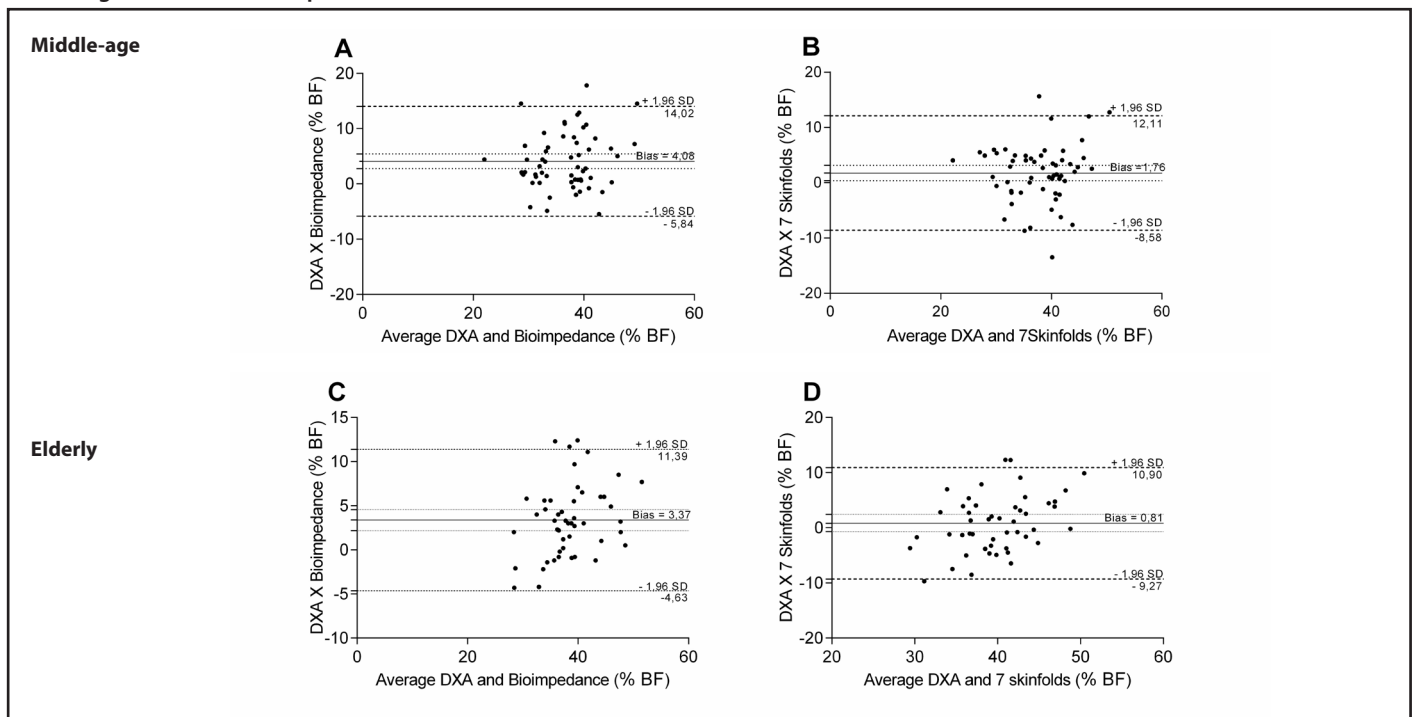 Middle-age
A
DXA X Bioimpedance (% BF)
20
10
0
-10
-20
+ 1,96 SD
14,02
Bias = 4,08
- 1,96 SD
- 5,84
0
20
40
60
Average DXA and Bioimpedance (% BF)
B
DXA X 7 Skinfolds (% BF)
20
10
0
-10
-20
+ 1,96 SD
12,11
Bias =1,76
- 1,96 SD
-8,58
0
20
40
60
Average DXA and 7Skinfolds (% BF)
Elderly
C
DXA X Bioimpedance (% BF)
15
10
5
0
-5
-10
+ 1,96 SD
11,39
Bias = 3,37
- 1,96 SD
-4,63
0
20
40
60
Average DXA and Bioimpedance (% BF)
D
DXA X 7 Skinfolds (% BF)
20
10
0
-10
20
+ 1.96 SD
10,90
Bias = 0,81
- 1.96 SD
- 9,27
20
30
40
50
60
Average DXA and 7 skinfolds (% BF)